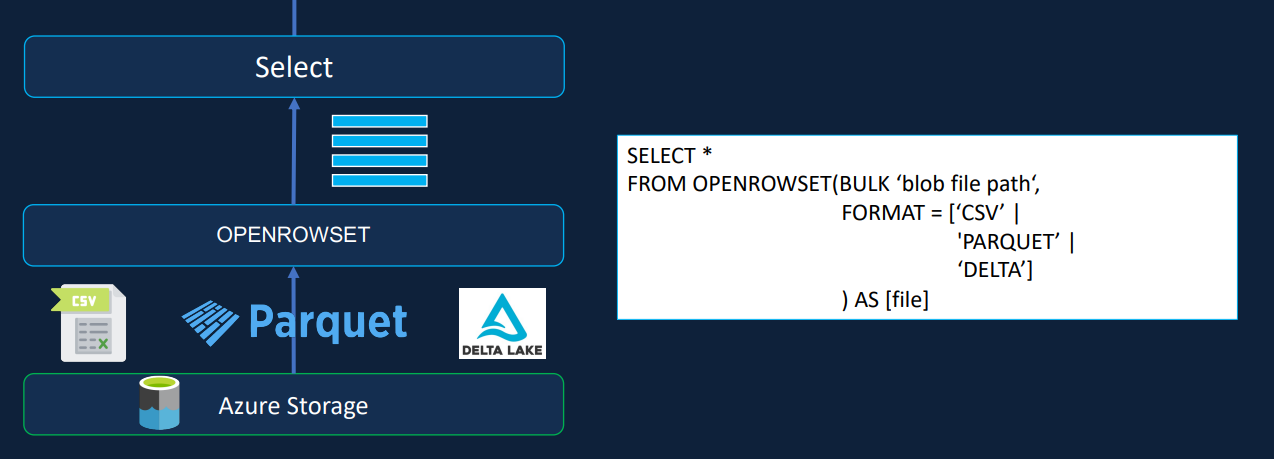 Select
OPENROWSET
CSV
Parquet
DELTA LAKE
Azure Storage
SELECT *
FROM OPENROWSET(BULK ‘blob file path‘,
FORMAT = [‘CSV’ |
'PARQUET’ |
‘DELTA’]
) AS [file]